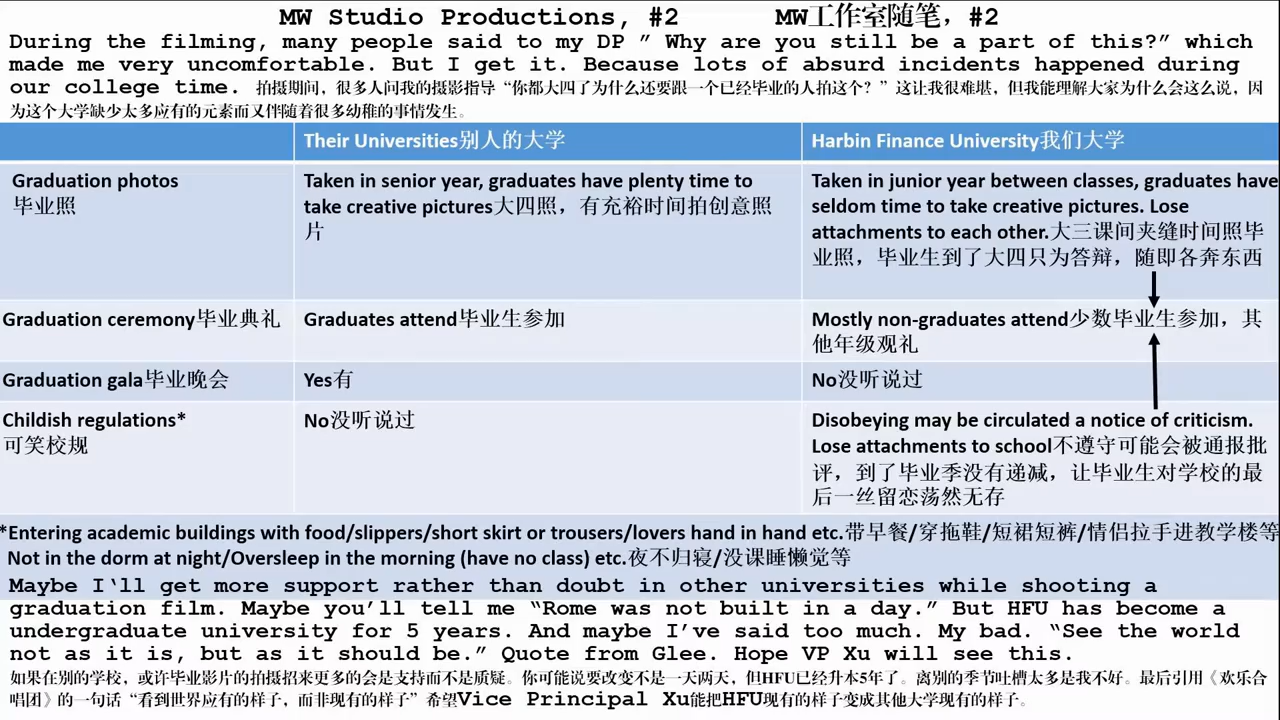 MW Studio Productions, #2 MW工作室随笔，#2
During the filming, many people said to my DP ” Why are you still be a part of this?” which
made me very uncomfortable. But I get it. Because lots of absurd incidents happened during
our college time. 拍摄期间，很多人问我的摄影指导“你都大四了为什么还要跟一个已经毕业的人拍这个？”这让我很难堪，但我能理解大家为什么会这么说，因
为这个大学缺少太多应有的元素而又伴随着很多幼稚的事情发生。
Their Universities别人的大学
Harbin Finance University我们大学
Graduation photos
毕业照
Taken in senior year, graduates have plenty time to
take creative pictures大四照，有充裕时间拍创意照
片
Taken in junior year between classes, graduates have
seldom time to take creative pictures. Lose
attachments to each other.大三课间夹缝时间照毕
业照，毕业生到了大四只为答辩，随即各奔东西
Graduation ceremony毕业典礼
Graduates attend毕业生参加
Mostly non-graduates attend少数毕业生参加，其
他年级观礼
Graduation gala毕业晚会
Yes有
No没听说过
Childish regulations*
可笑校规
No没听说过
Disobeying may be circulated a notice of criticism.
Lose attachments to school不遵守可能会被通报批
评，到了毕业季没有递减，让毕业生对学校的最
后一丝留恋荡然无存
*Entering academic buildings with food/slippers/short skirt or trousers/lovers hand in hand etc.带早餐/穿拖鞋/短裙短裤/情侣拉手进教学楼等
Not in the dorm at night/Oversleep in the morning (have no class) etc.夜不归寝/没课睡懒觉等
Maybe I‘ll get more support rather than doubt in other universities while shooting a
graduation film. Maybe you’ll tell me “Rome was not built in a day.” But HFU has become a
undergraduate university for 5 years. And maybe I’ve said too much. My bad. “See the world
not as it is, but as it should be.” Quote from Glee. Hope VP Xu will see this.
如果在别的学校，或许毕业影片的拍摄招来更多的会是支持而不是质疑。你可能说要改变不是一天两天，但HFU已经升本5年了。离别的季节吐槽太多是我不好。最后引用《欢乐合
唱团》的一句话“看到世界应有的样子，而非现有的样子”希望Vice Principal Xu能把HFU现有的样子变成其他大学现有的样子。